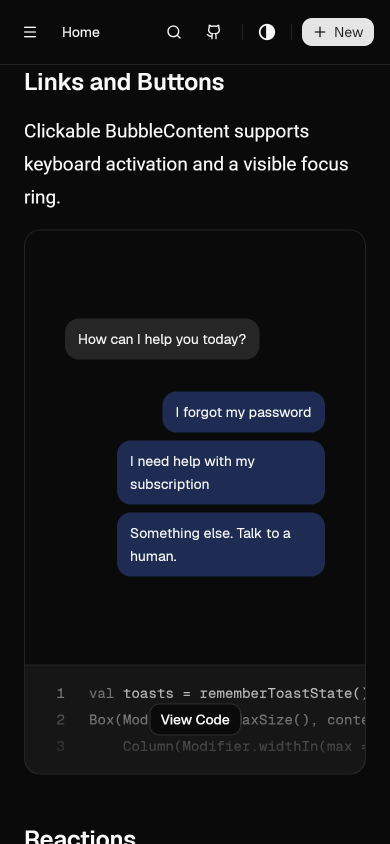 Home
New
Links and Buttons
Clickable BubbleContent supports
keyboard activation and a visible focus
ring.
How can I help you today?
I forgot my password
I need help with my
subscription
Something else. Talk to a
human.
1 val toasts = rememberToastState()
2 Box(Mod axSize(), conte
View Code
3 Column(Modifier.widthIn(max =
Reactions